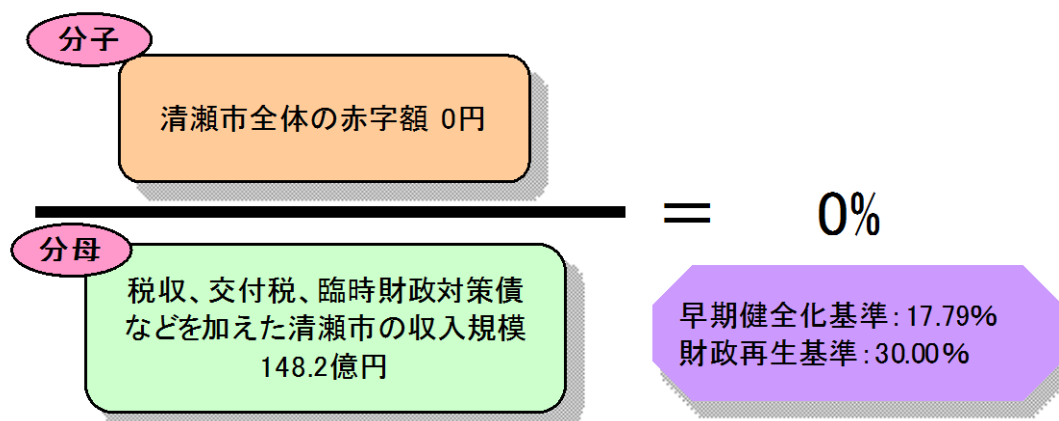 分子
清瀬市全体の赤字額 0円
＝ 0%
分母
税収、交付税、臨時財政対策債
などを加えた清瀬市の収入規模
148.2億円
早期健全化基準：17.79%
財政再生基準：30.00%